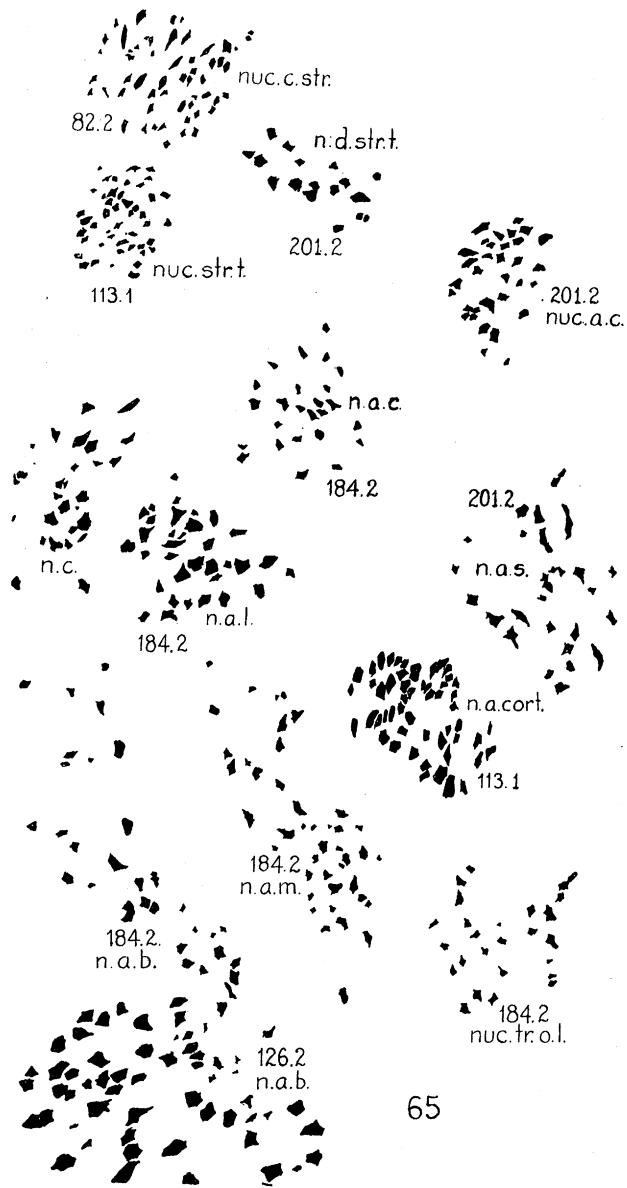 nuc.c.str.
82.2
n.d.str.t.
201.2
nuc.str.t.
113.1
201.2
nuc.a.c.
n.a.c.
184.2
201.2
n.c.
n.a.s.
n.a.l.
184.2
n.a.cort.
113.1
184.2
n.a.m.
184.2.
n.a.b.
184.2
nuc.tr.o.l.
126.2
n.a.b.
65